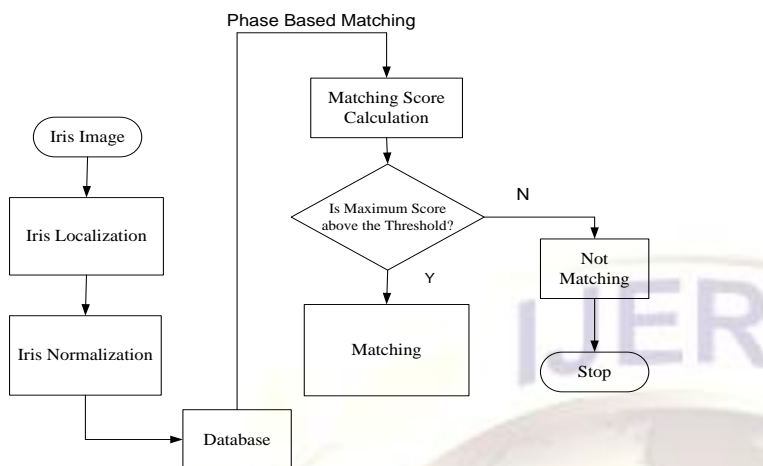 Phase Based Matching
Iris Image
Iris Localization
Iris Normalization
Database
Matching Score
Calculation
Is Maximum Score
above the Threshold?
N
Y
Matching
Not
Matching
Stop
IJER